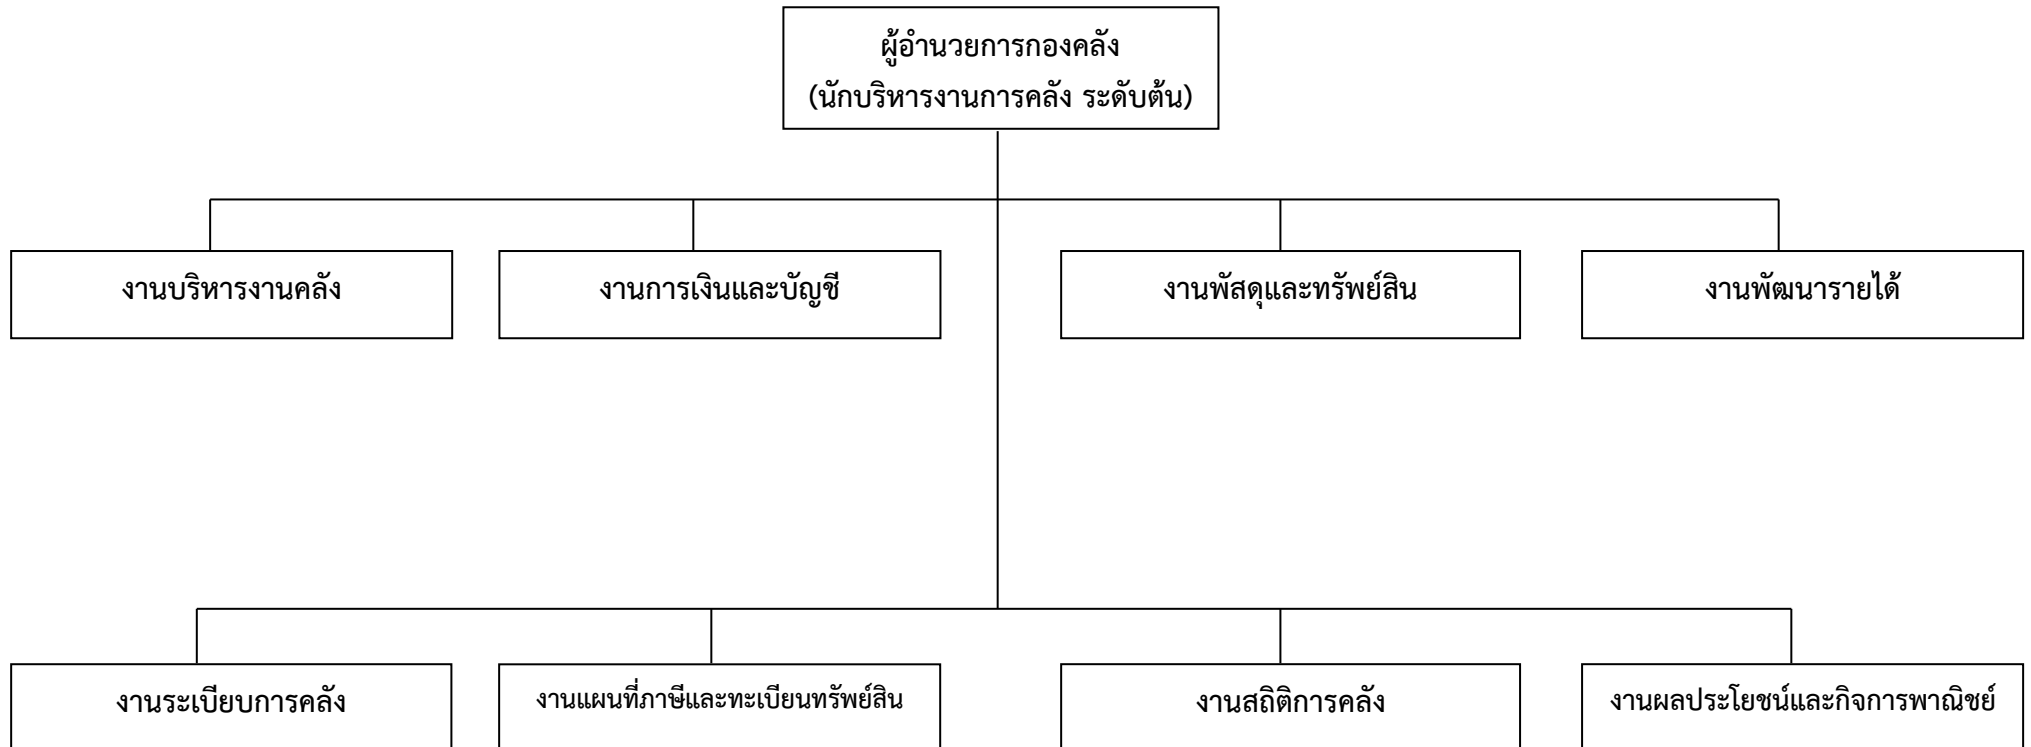 ผู้อำนวยการกองคลัง
(นักบริหารงานการคลัง ระดับต้น)
งานบริหารงานคลัง
งานการเงินและบัญชี
งานพัสดุและทรัพย์สิน
งานพัฒนารายได้
งานระเบียบการคลัง
งานแผนที่ภาษีและทะเบียนทรัพย์สิน
งานสถิติการคลัง
งานผลประโยชน์และกิจการพาณิชย์